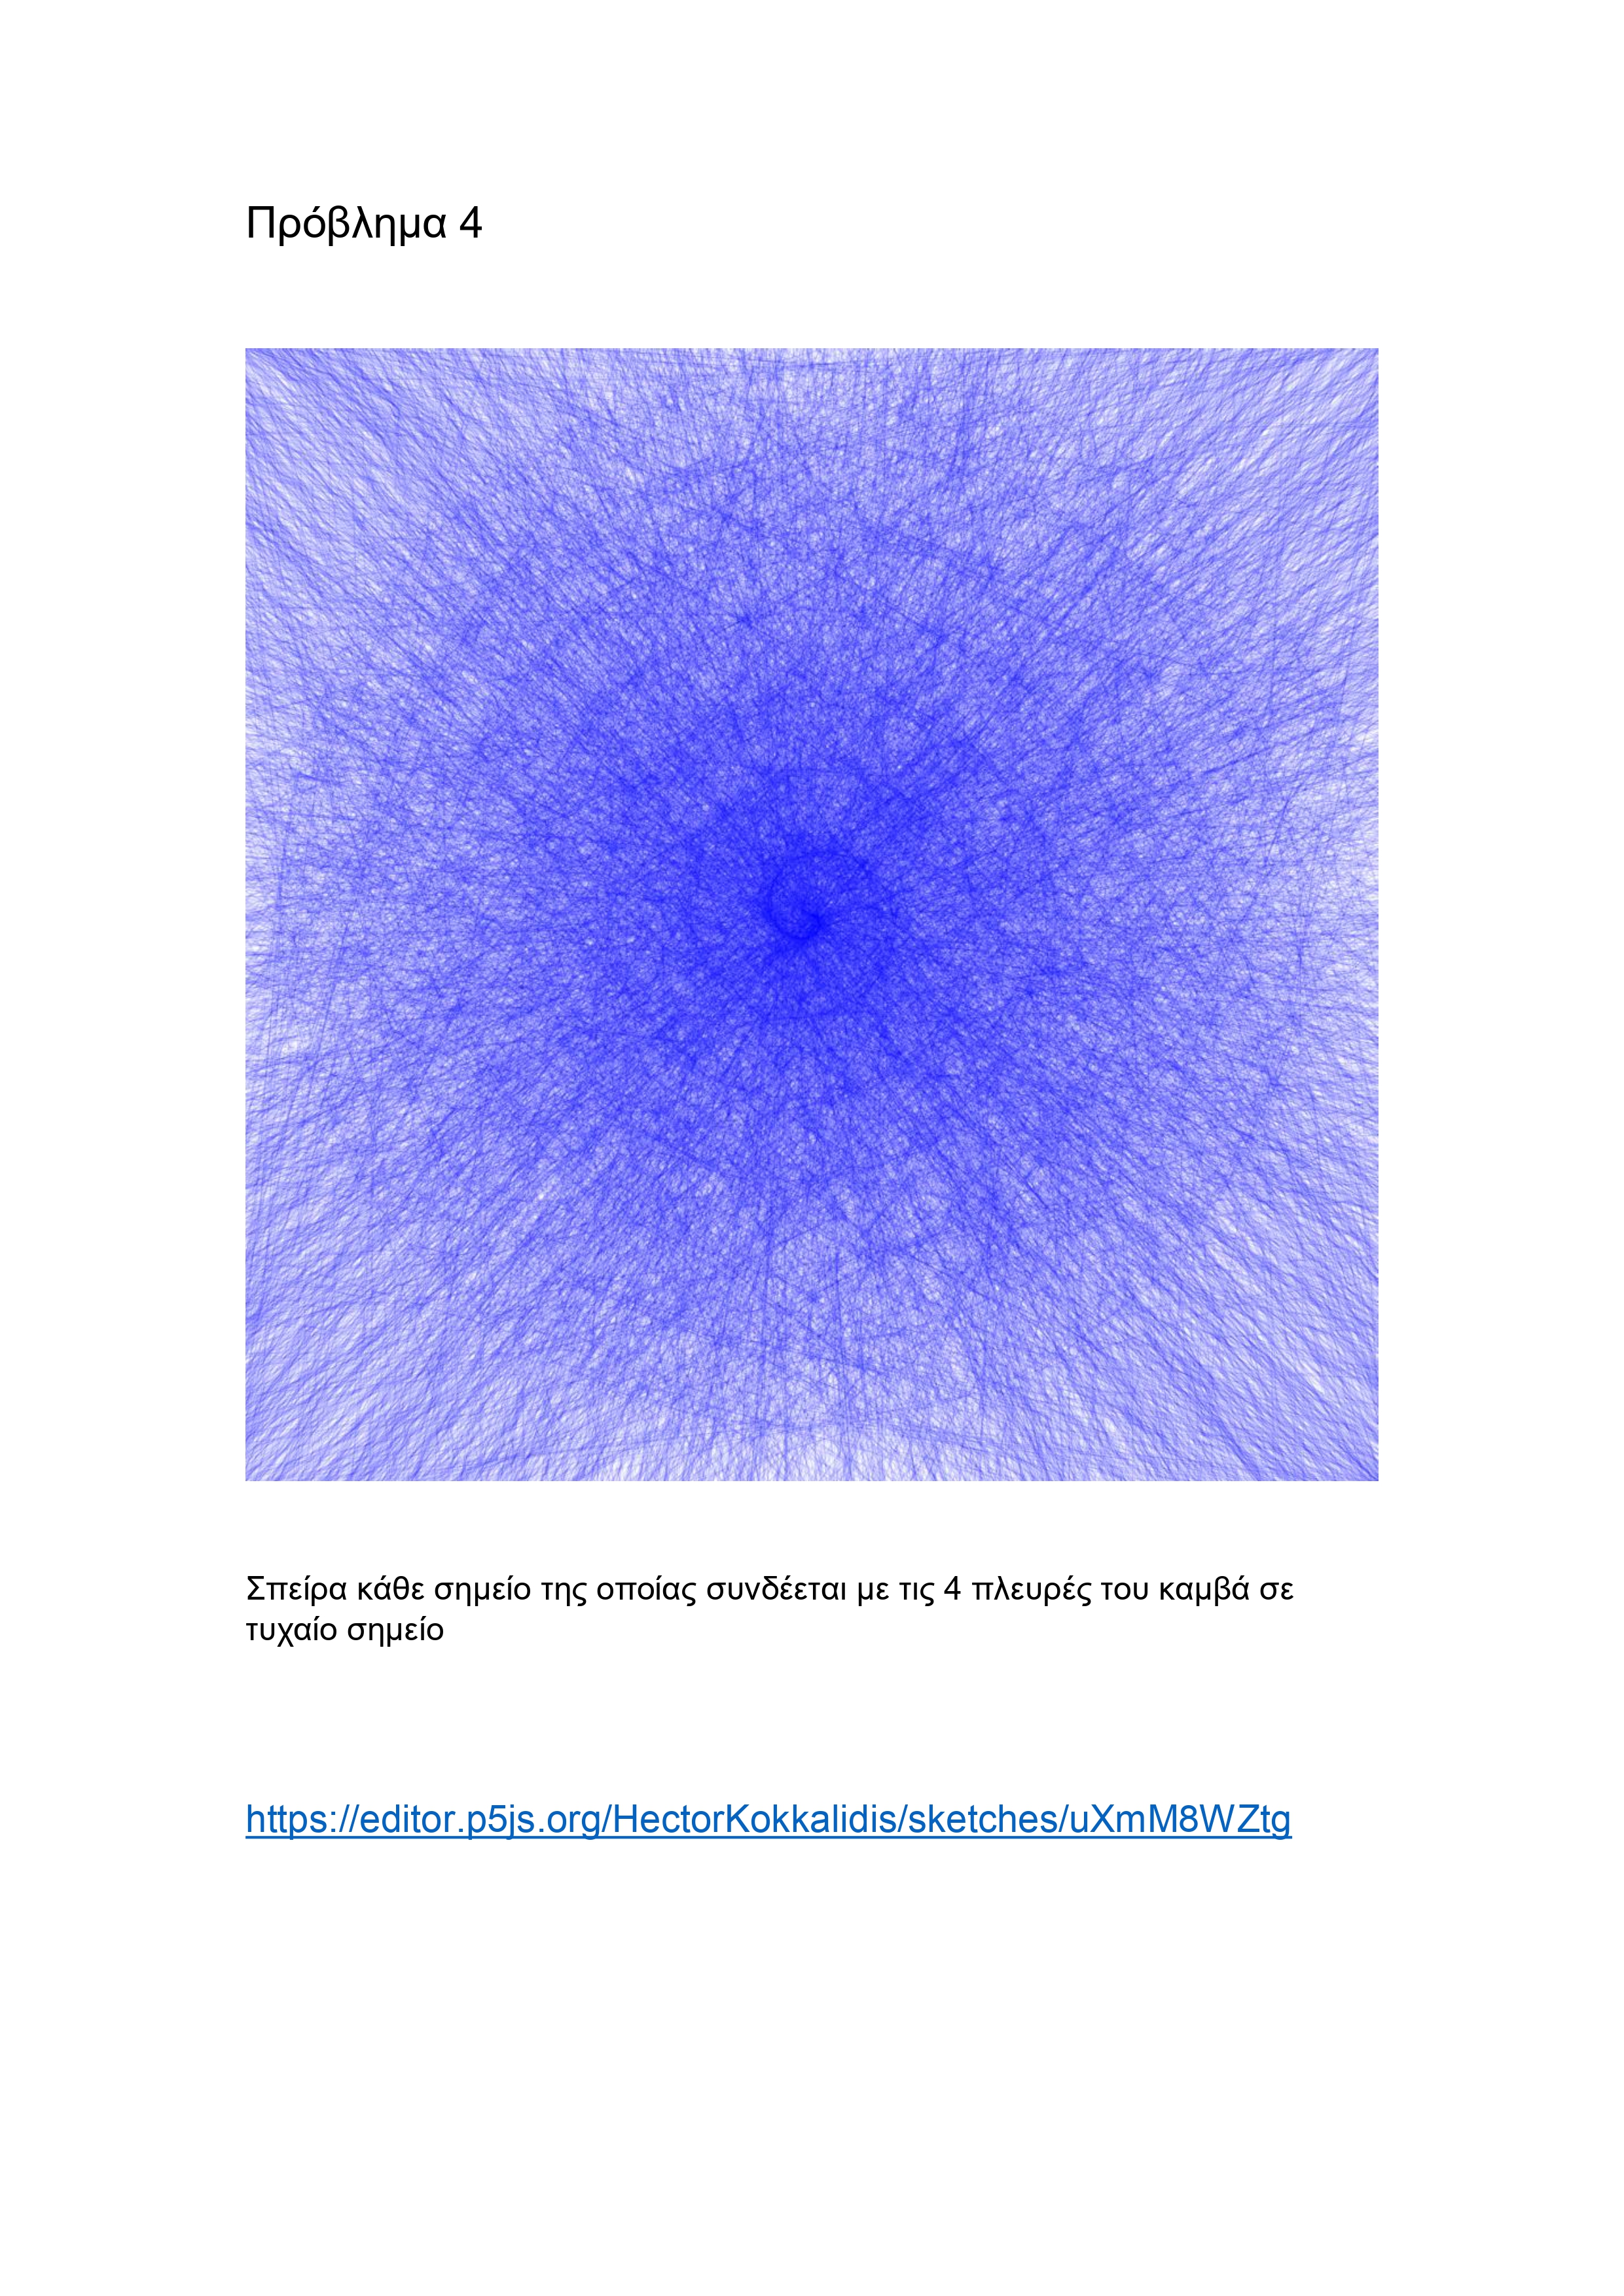 Πρόβλημα 4
Σπείρα κάθε σημείο της οποίας συνδέεται με τις 4 πλευρές του καμβά σε
τυχαίο σημείο
https://editor.p5js.org/HectorKokkalidis/sketches/uXmM8WZtg